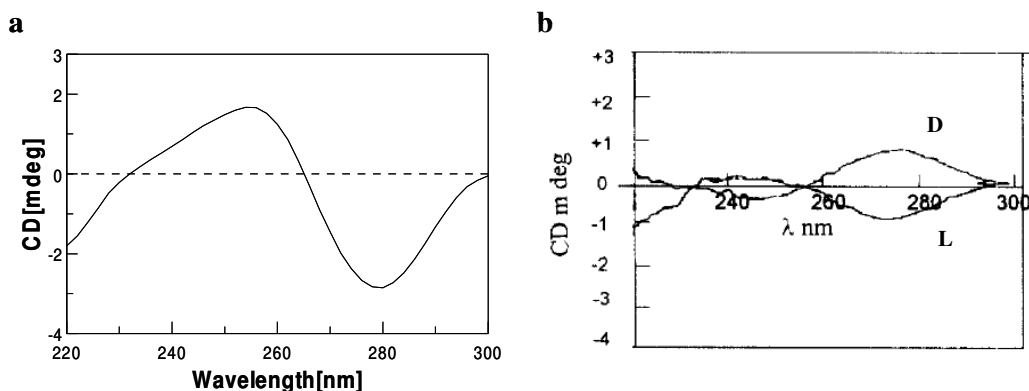 a
CD[mdeg]
3
2
0
-2
-4
220 240 260 280 300
Wavelength[nm]
b
CD m deg
+3
+2
+1
0
-1
-2
-3
-4
D
240 260 280 300
λ nm
L